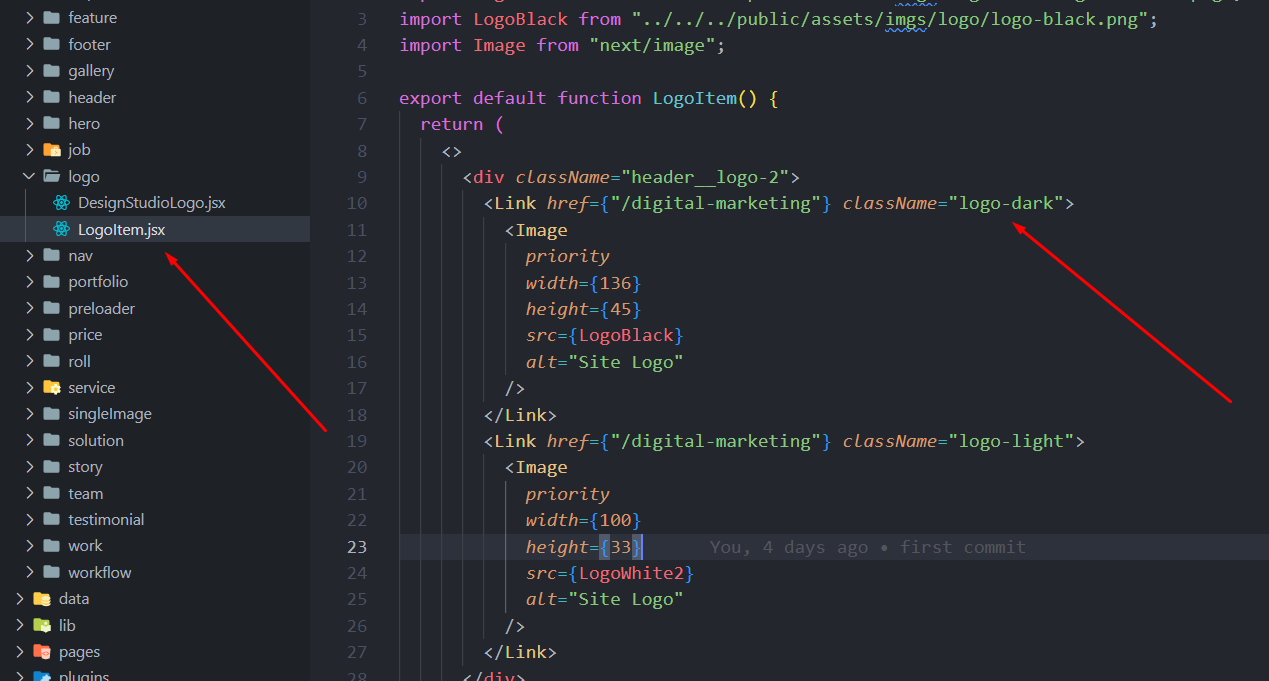 feature
footer
gallery
header
hero
job
logo
DesignStudioLogo.jsx
LogoItem.jsx
nav
portfolio
preloader
price
roll
service
singleImage
solution
story
team
testimonial
work
workflow
data
lib
pages
plugins
3 import LogoBlack from "../../../public/assets/imgs/logo/logo-black.png";
4 import Image from "next/image";
5
6 export default function LogoItem() {
7 return (
8 <>
9 <div className="header__logo-2">
10 <Link href={"/digital-marketing"} className="logo-dark">
11 <Image
12 priority
13 width={136}
14 height={45}
15 src={LogoBlack}
16 alt="Site Logo"
17 />
18 </Link>
19 <Link href={"/digital-marketing"} className="logo-light">
20 <Image
21 priority
22 width={100}
23 height={33} You, 4 days ago • first commit
24 src={LogoWhite2}
25 alt="Site Logo"
26 />
27 </Link>
28 </div>